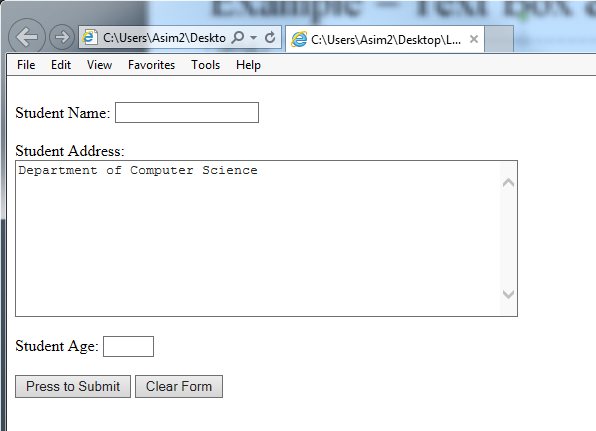 Example – Text Box a
C:\Users\Asim2\Deskto
C:\Users\Asim2\Desktop\L...
File Edit View Favorites Tools Help
Student Name:
Student Address:
Department of Computer Science
Student Age:
Press to Submit Clear Form